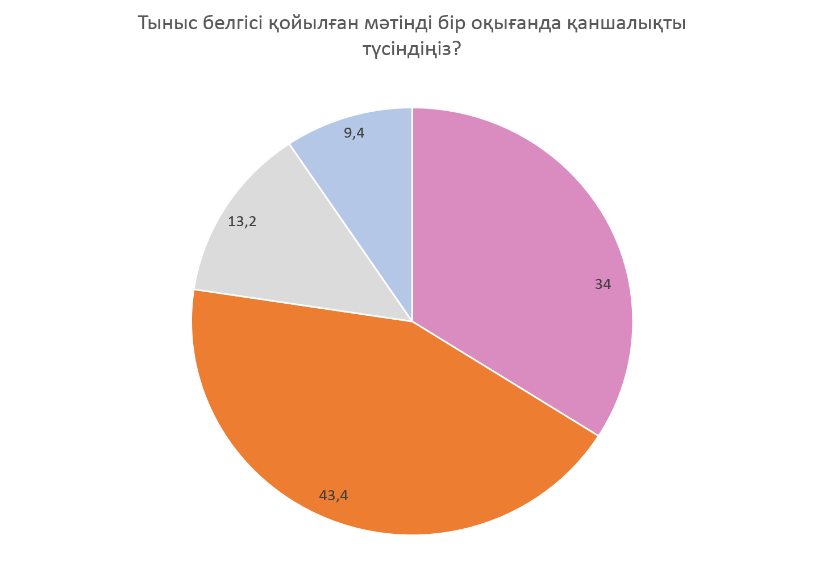 Тыныс белгісі қойылған мәтінді бір оқығанда қаншалықты
түсіндіңіз?
9,4
13,2
34
43,4